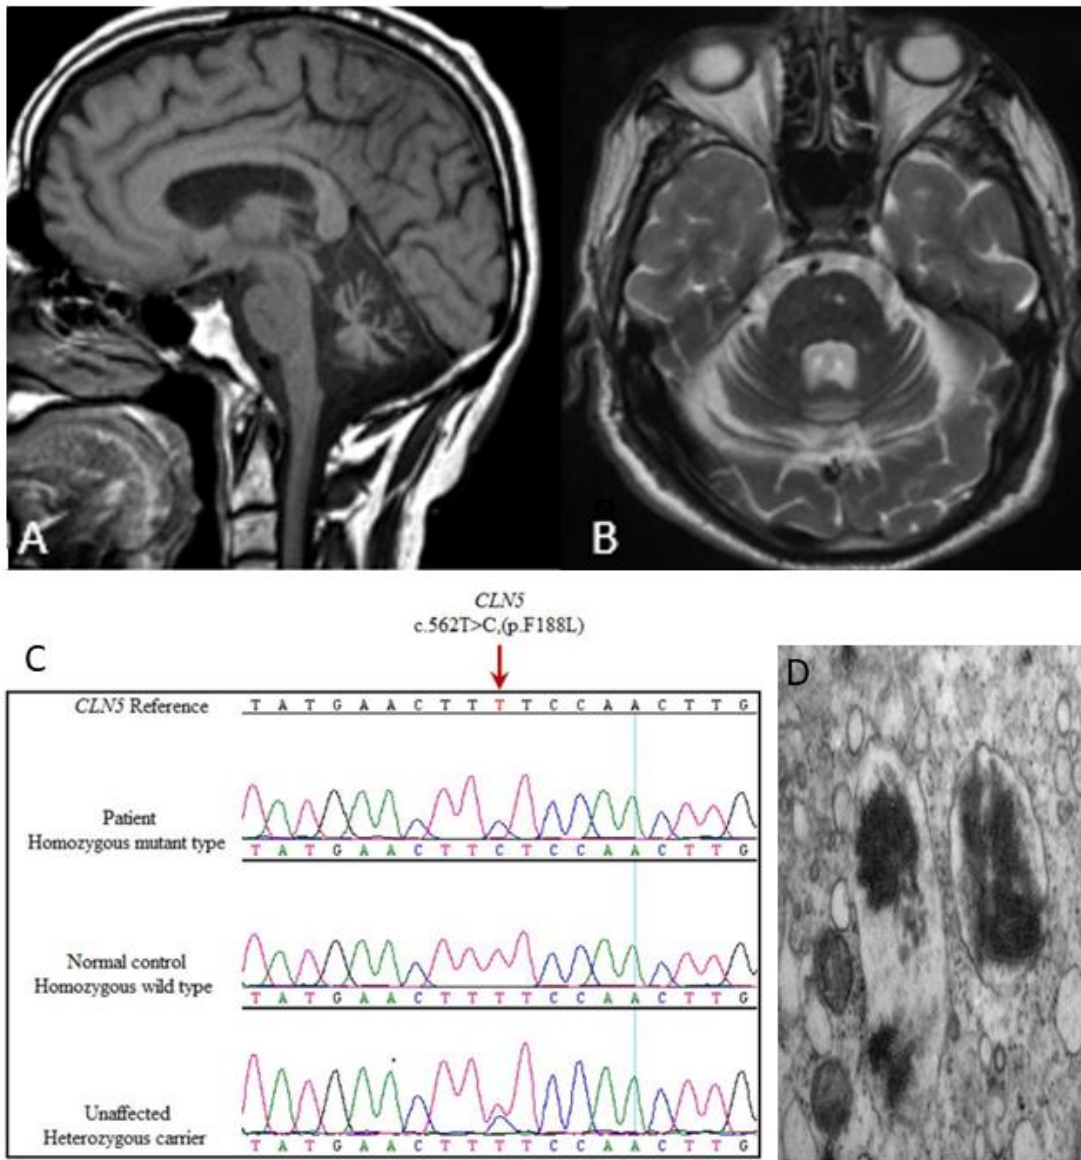 A
B
CLN5
c.562T>C,(p.F188L)
C
D
CLN5 Reference
T A T G A A C T T T T C C A A C T T G
Patient
Homozygous mutant type
T A T G A A C T T C T C C A A C T T G
Normal control
Homozygous wild type
T A T G A A C T T T T C C A A C T T G
Unaffected
Heterozygous carrier
T A T G A A C T T T T C C A A C T T G